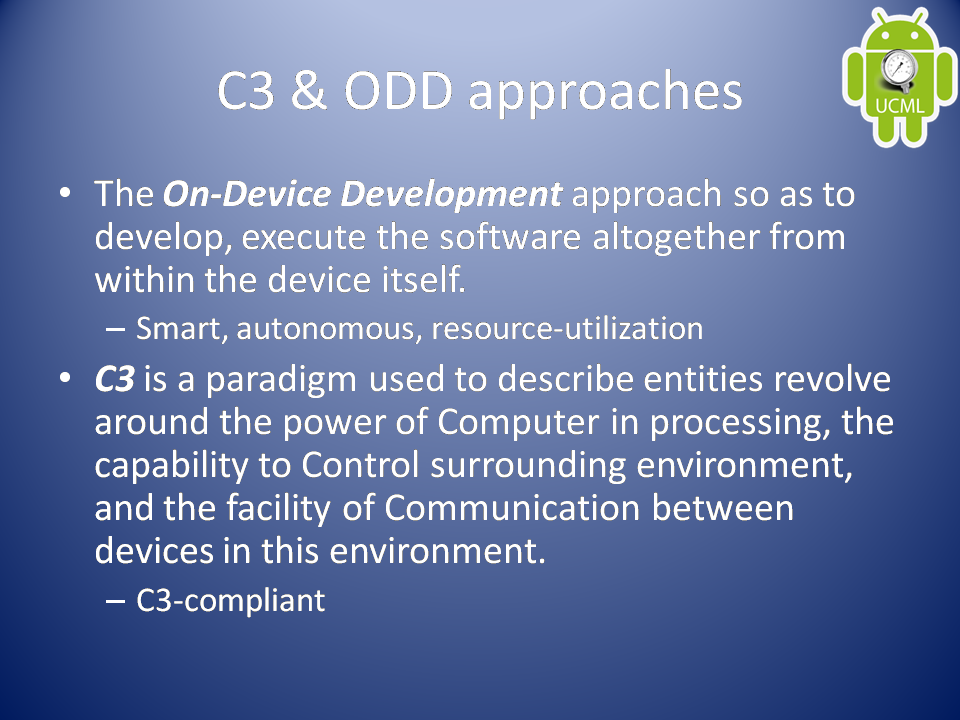 C3 & ODD approaches
UCML
• The On-Device Development approach so as to
develop, execute the software altogether from
within the device itself.
– Smart, autonomous, resource-utilization
• C3 is a paradigm used to describe entities revolve
around the power of Computer in processing, the
capability to Control surrounding environment,
and the facility of Communication between
devices in this environment.
– C3-compliant